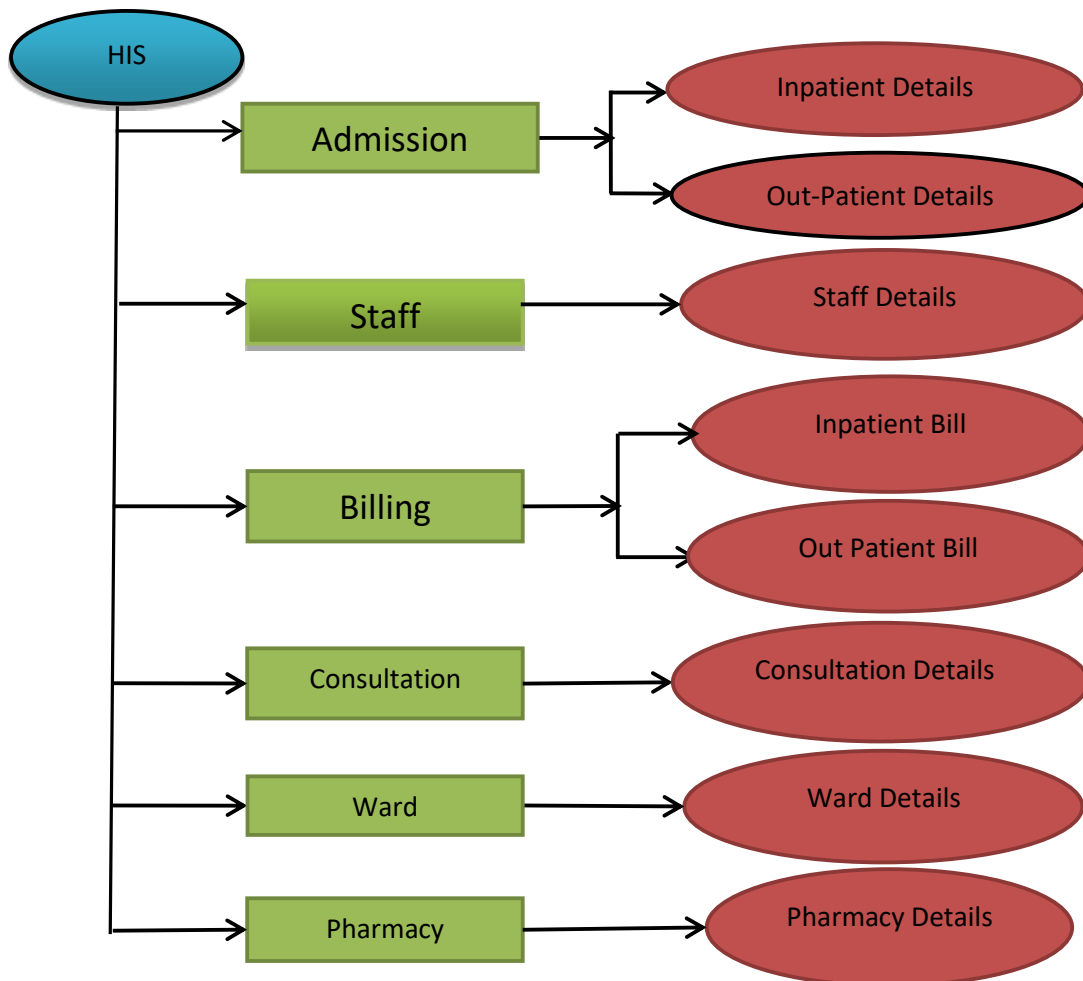 HIS
Inpatient Details
Admission
Out-Patient Details
Staff Details
Staff
Inpatient Bill
Billing
Out Patient Bill
Consultation Details
Consultation
Ward Details
Ward
Pharmacy Details
Pharmacy